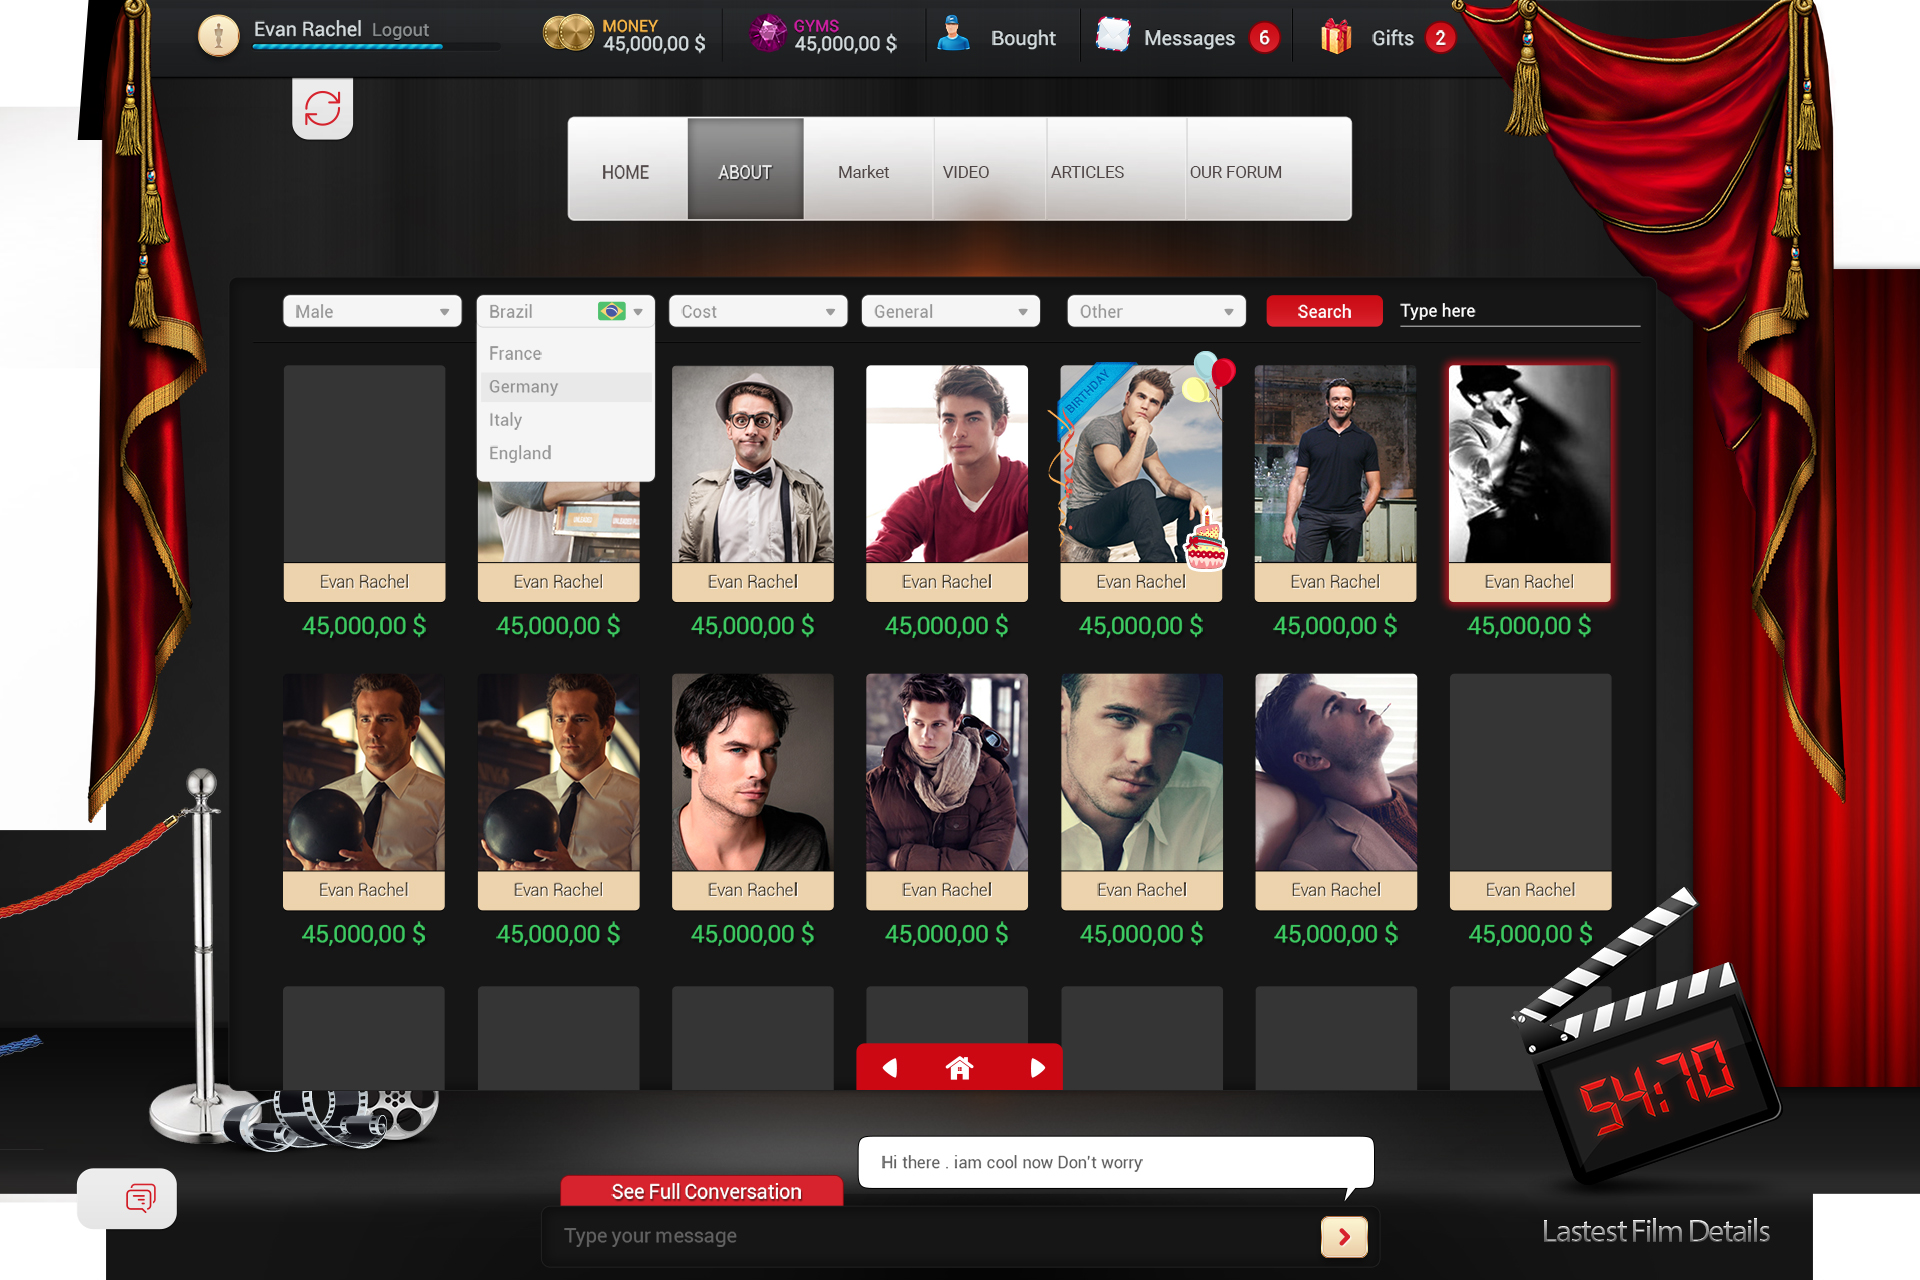 Evan Rachel Logout
MONEY
45,000,00 $
GYMS
45,000,00 $
Bought
Messages 6
Gifts 2
HOME ABOUT Market VIDEO ARTICLES OUR FORUM
Male Brazil Cost General Other Search Type here
France
Germany
Italy
England
BIRTHDAY
Evan Rachel Evan Rachel Evan Rachel Evan Rachel Evan Rachel Evan Rachel Evan Rachel
45,000,00 $ 45,000,00 $ 45,000,00 $ 45,000,00 $ 45,000,00 $ 45,000,00 $ 45,000,00 $
Evan Rachel Evan Rachel Evan Rachel Evan Rachel Evan Rachel Evan Rachel Evan Rachel
45,000,00 $ 45,000,00 $ 45,000,00 $ 45,000,00 $ 45,000,00 $ 45,000,00 $ 45,000,00 $
54:70
Hi there . iam cool now Don't worry
See Full Conversation
Type your message
Lastest Film Details